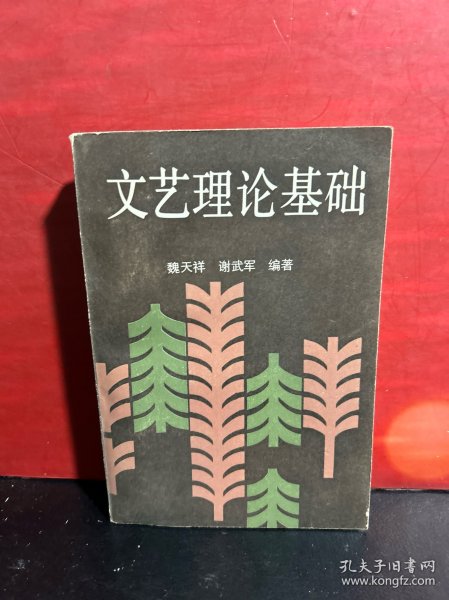 文艺理论基础
魏天祥 谢武军 编著
孔夫子旧书网
www.kongfz.com